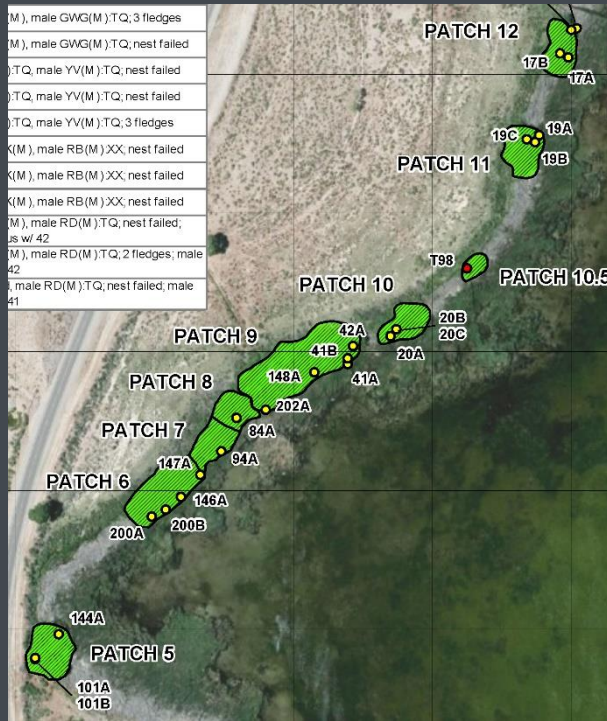 (M), male GWG(M):TQ; 3 fledges
(M), male GWG(M):TQ; nest failed
):TQ, male YV(M):TQ; nest failed
):TQ, male YV(M):TQ; nest failed
):TQ, male YV(M):TQ; 3 fledges
K(M), male RB(M):XX; nest failed
K(M), male RB(M):XX; nest failed
K(M), male RB(M):XX; nest failed
(M), male RD(M):TQ; nest failed;
us w/ 42
(M), male RD(M):TQ; 2 fledges; male
42
, male RD(M):TQ; nest failed; male
41
PATCH 12
17B
17A
19C
19A
19B
PATCH 11
T98
PATCH 10.5
PATCH 10
20B
20C
20A
PATCH 9
42A
41B
41A
148A
PATCH 8
202A
84A
PATCH 7
94A
147A
PATCH 6
146A
200B
200A
144A
PATCH 5
101A
101B